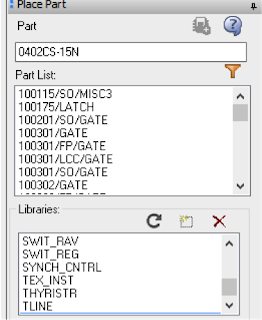 Place Part
Part
0402CS-15N
Part List:
100115/SO/MISC3
100175/LATCH
100201/SO/GATE
100301/GATE
100301/FP/GATE
100301/LCC/GATE
100301/SO/GATE
100302/GATE
Libraries:
SWIT_RAV
SWIT_REG
SYNCH_CNTRL
TEX_INST
THYRISTR
TLINE